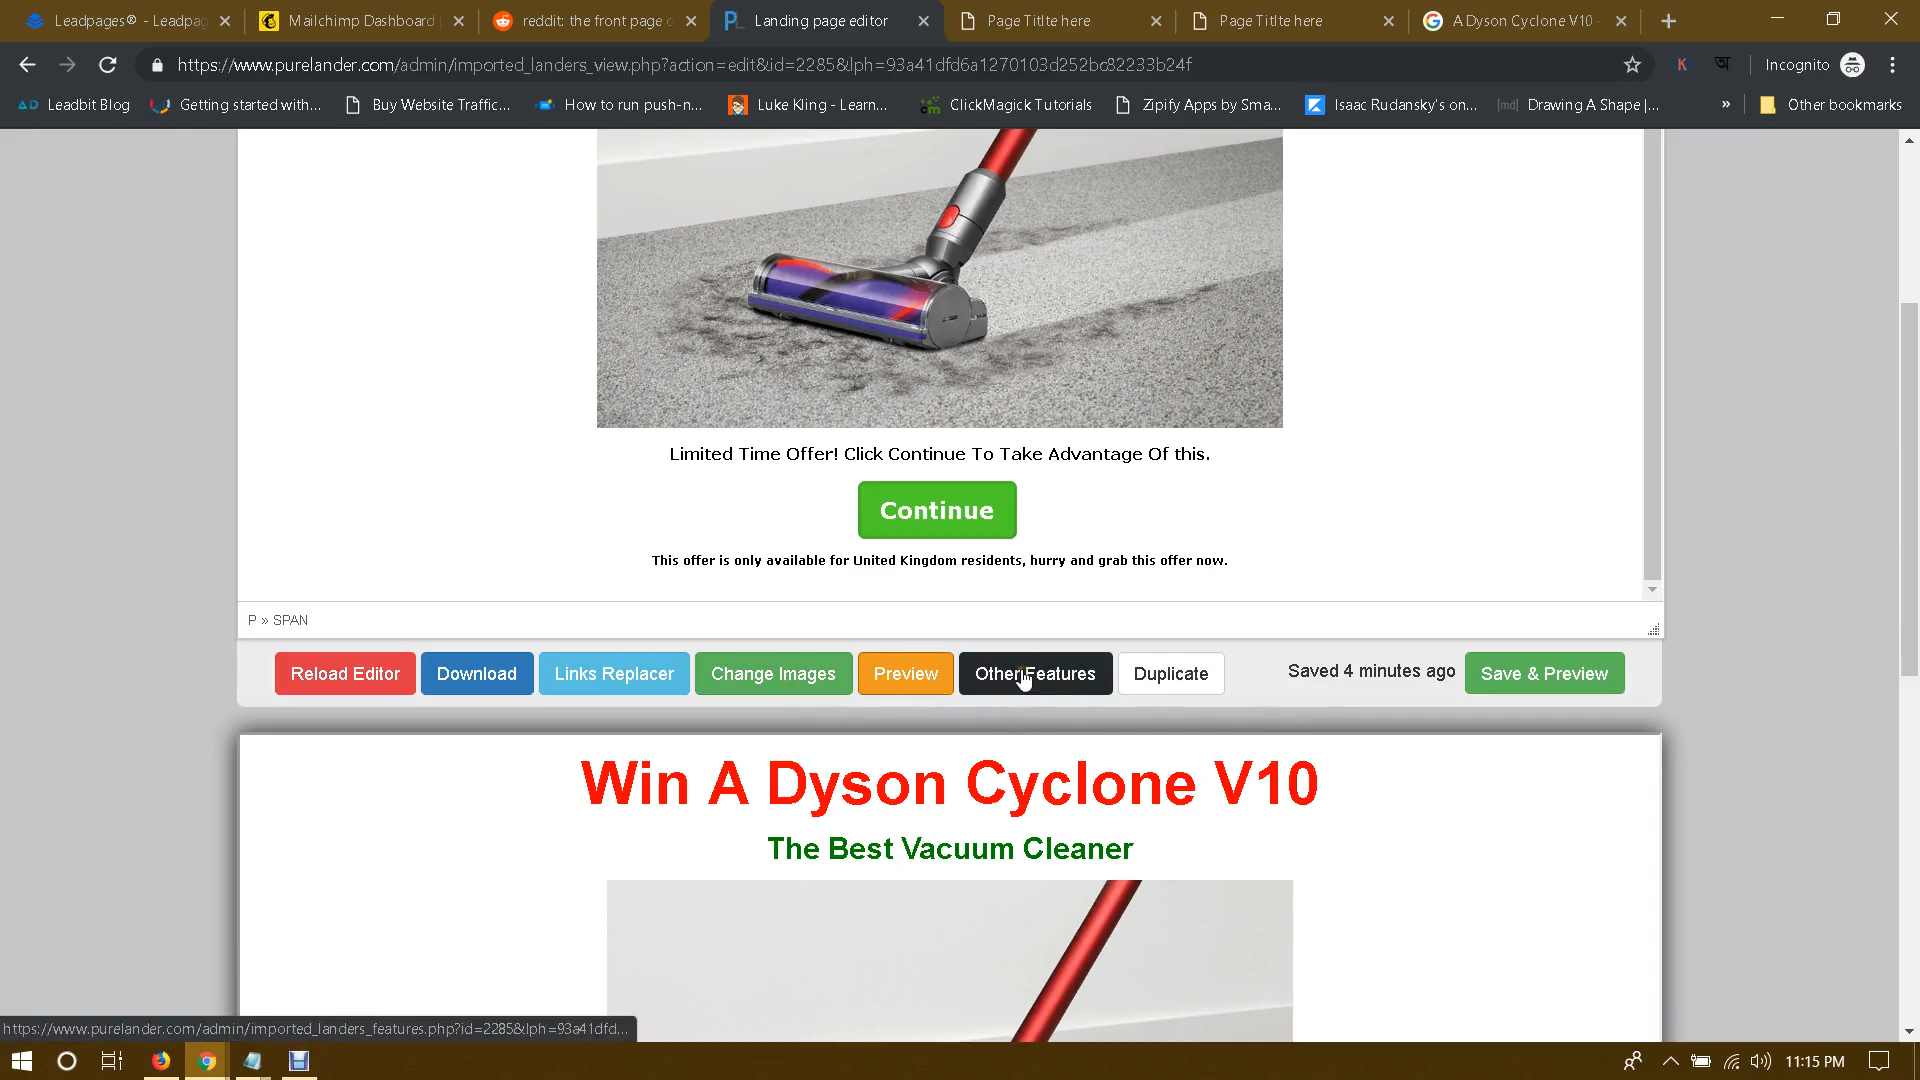 Leadpages® - Leadpag
Mailchimp Dashboard
reddit: the front page o
Landing page editor
Page Titlte here
Page Titlte here
A Dyson Cyclone V10 -
https://www.purelander.com/admin/imported_landers_view.php?action=edit&id=2285&lph=93a41dfd6a1270103d252bc82233b24f
Incognito
Leadbit Blog
Getting started with...
Buy Website Traffic...
How to run push-n...
Luke Kling - Learn...
ClickMagick Tutorials
Zipify Apps by Sma...
Isaac Rudansky's on...
[md] Drawing A Shape |...
»
Other bookmarks
Limited Time Offer! Click Continue To Take Advantage Of this.
Continue
This offer is only available for United Kingdom residents, hurry and grab this offer now.
P » SPAN
Reload Editor
Download
Links Replacer
Change Images
Preview
Other Features
Duplicate
Saved 4 minutes ago
Save & Preview
Win A Dyson Cyclone V10
The Best Vacuum Cleaner
https://www.purelander.com/admin/imported_landers_features.php?id=2285&lph=93a41dfd...
11:15 PM